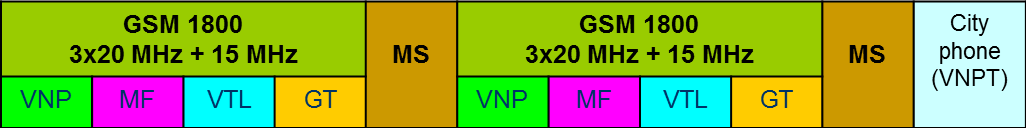 GSM 1800
3x20 MHz + 15 MHz
VNP MF VTL GT
MS
GSM 1800
3x20 MHz + 15 MHz
VNP MF VTL GT
MS
City
phone
(VNPT)